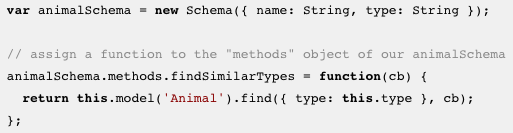 var animalSchema = new Schema({ name: String, type: String });
// assign a function to the "methods" object of our animalSchema
animalSchema.methods.findSimilarTypes = function(cb) {
  return this.model('Animal').find({ type: this.type }, cb);
};